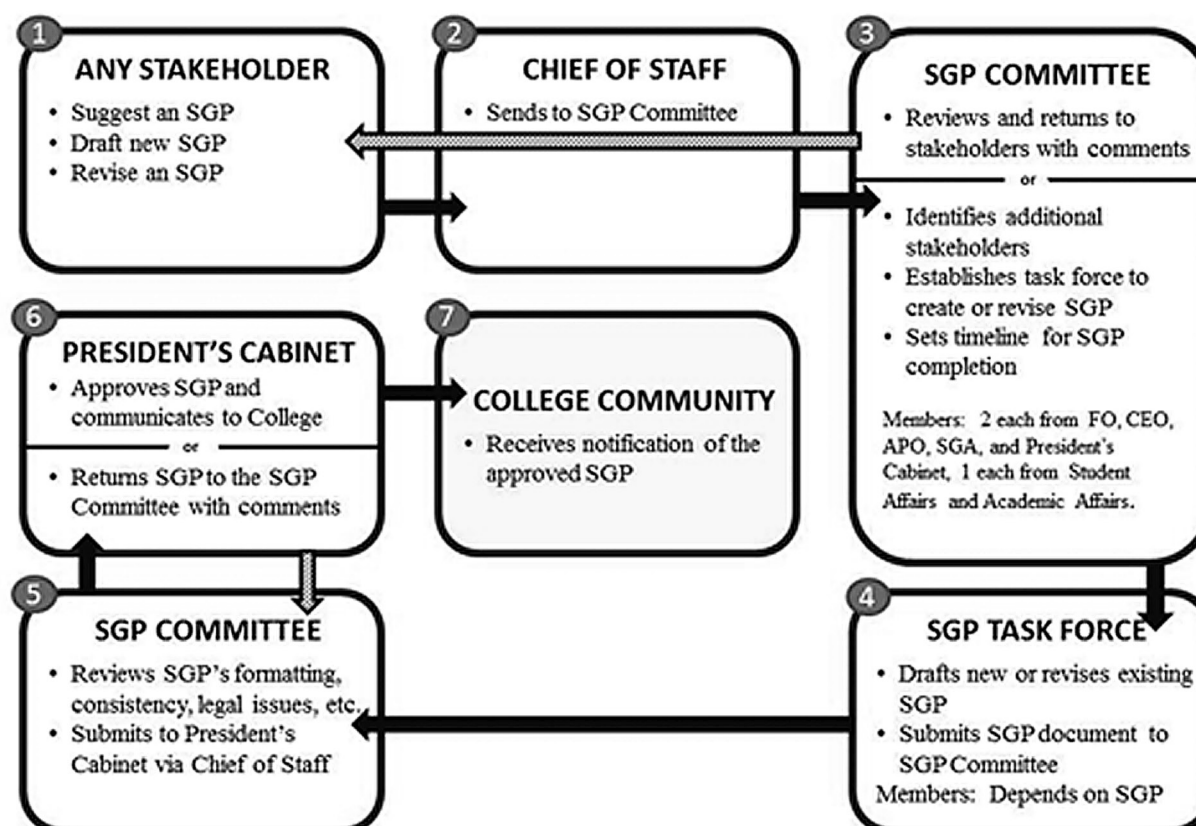 1
ANY STAKEHOLDER
• Suggest an SGP
• Draft new SGP
• Revise an SGP
2
CHIEF OF STAFF
• Sends to SGP Committee
3
SGP COMMITTEE
• Reviews and returns to
stakeholders with comments
or
• Identifies additional
stakeholders
• Establishes task force to
create or revise SGP
• Sets timeline for SGP
completion
Members: 2 each from FO, CEO,
APO, SGA, and President's
Cabinet, 1 each from Student
Affairs and Academic Affairs.
6
PRESIDENT'S CABINET
• Approves SGP and
communicates to College
or
• Returns SGP to the SGP
Committee with comments
7
COLLEGE COMMUNITY
• Receives notification of the
approved SGP
5
SGP COMMITTEE
• Reviews SGP's formatting,
consistency, legal issues, etc.
• Submits to President's
Cabinet via Chief of Staff
4
SGP TASK FORCE
• Drafts new or revises existing
SGP
• Submits SGP document to
SGP Committee
Members: Depends on SGP